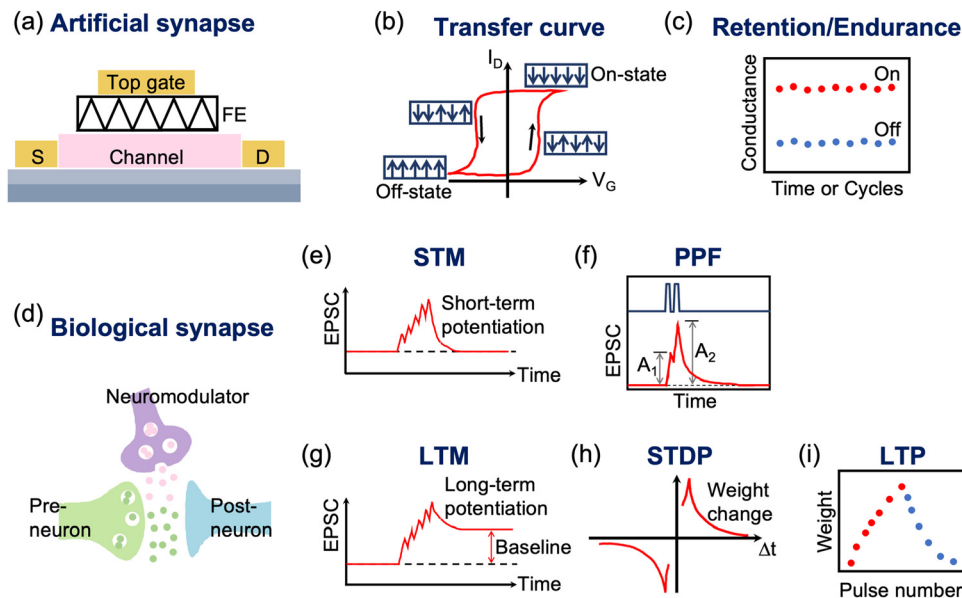 (a) Artificial synapse
Top gate
FE
S
Channel
D
(b) Transfer curve
I_D
On-state
Off-state
V_G
(c) Retention/Endurance
Conductance
On
Off
Time or Cycles
(d) Biological synapse
Neuromodulator
Pre-
neuron
Post-
neuron
(e) STM
EPSC
Short-term
potentiation
Time
(f) PPF
EPSC
A₁
A₂
Time
(g) LTM
EPSC
Long-term
potentiation
Baseline
Time
(h) STDP
Weight
change
Δt
(i) LTP
Weight
Pulse number